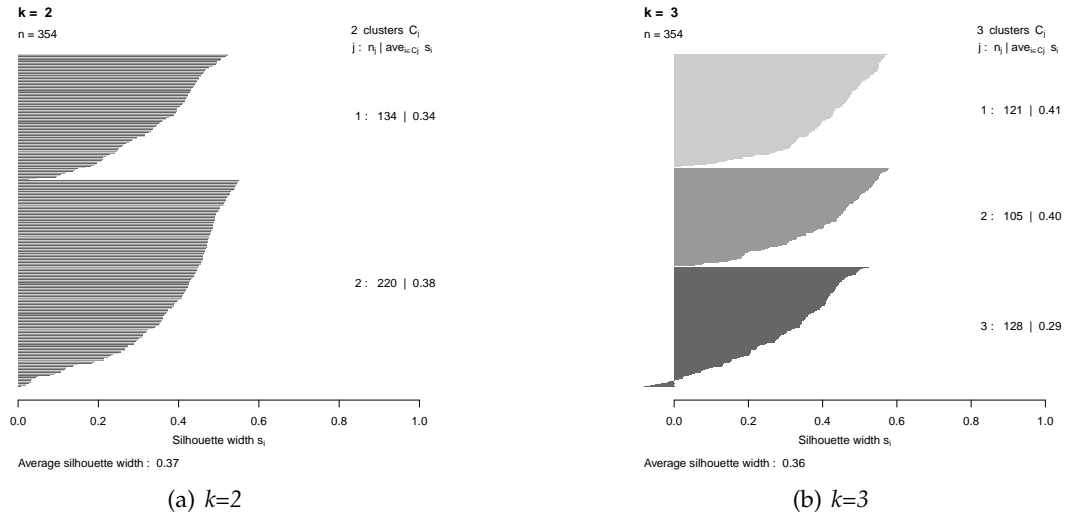 k = 2
n = 354
2 clusters Cj
j : nj | avei∈Cj si
1 : 134 | 0.34
2 : 220 | 0.38
0.0 0.2 0.4 0.6 0.8 1.0
Silhouette width si
Average silhouette width : 0.37
(a) k=2
k = 3
n = 354
3 clusters Cj
j : nj | avei∈Cj si
1 : 121 | 0.41
2 : 105 | 0.40
3 : 128 | 0.29
0.0 0.2 0.4 0.6 0.8 1.0
Silhouette width si
Average silhouette width : 0.36
(b) k=3